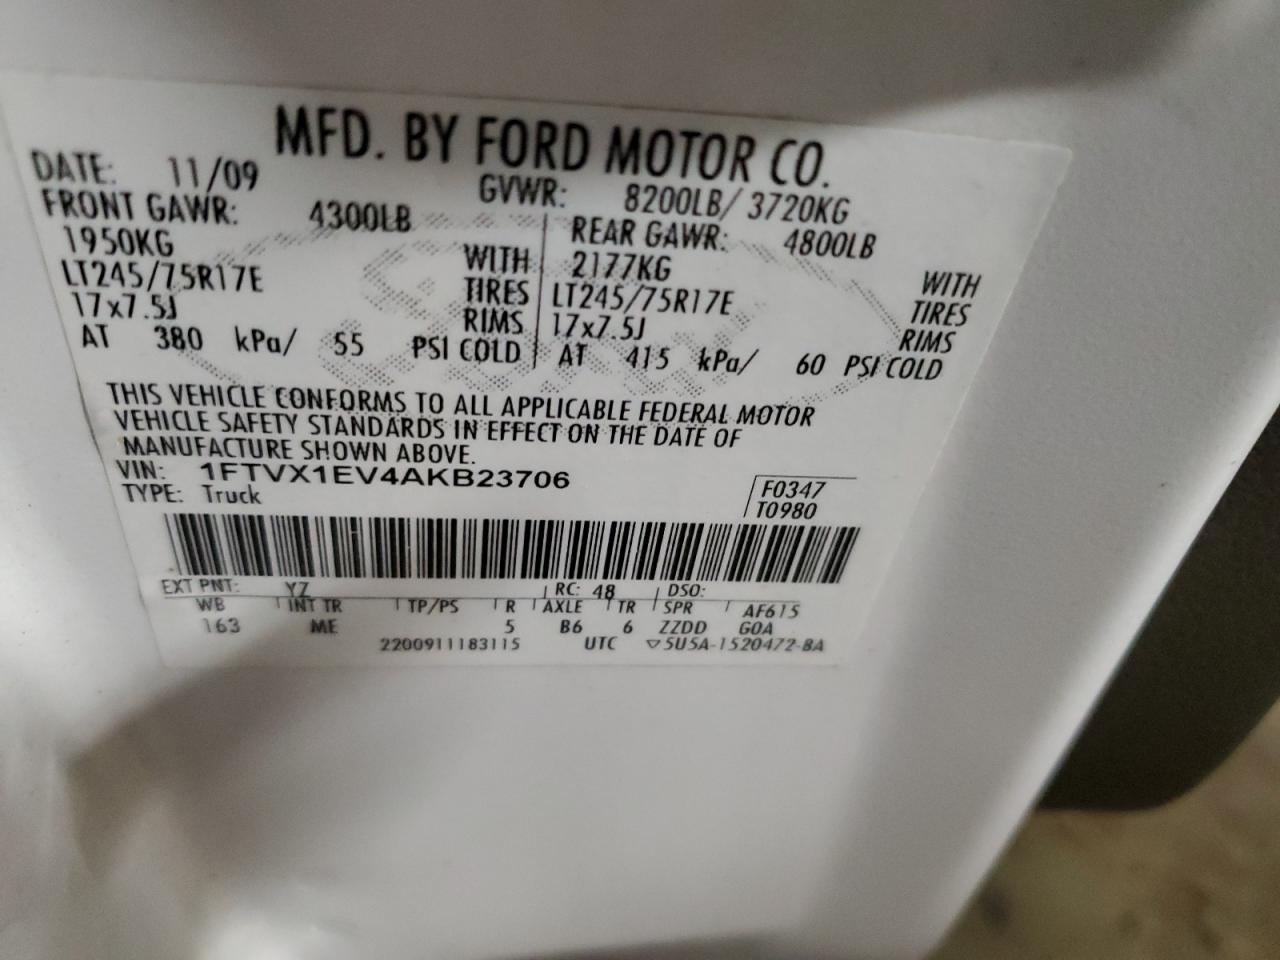 MFD. BY FORD MOTOR CO.
DATE: 11/09 GVWR: 8200LB/ 3720KG
FRONT GAWR: 4300LB REAR GAWR: 4800LB
1950KG WITH 2177KG WITH
LT245/75R17E TIRES LT245/75R17E TIRES
17x7.5J RIMS 17x7.5J RIMS
AT 380 kPa/ 55 PSI COLD AT 415 kPa/ 60 PSI COLD
THIS VEHICLE CONFORMS TO ALL APPLICABLE FEDERAL MOTOR
VEHICLE SAFETY STANDARDS IN EFFECT ON THE DATE OF
MANUFACTURE SHOWN ABOVE.
VIN: 1FTVX1EV4AKB23706
TYPE: Truck
F0347
T0980
EXT PNT: YZ RC: 48 DSO:
WB INT TR TP/PS R AXLE TR SPR AF615
163 ME 5 B6 6 ZZDD G0A
2200911183115 UTC ▽5U5A-1520472-BA